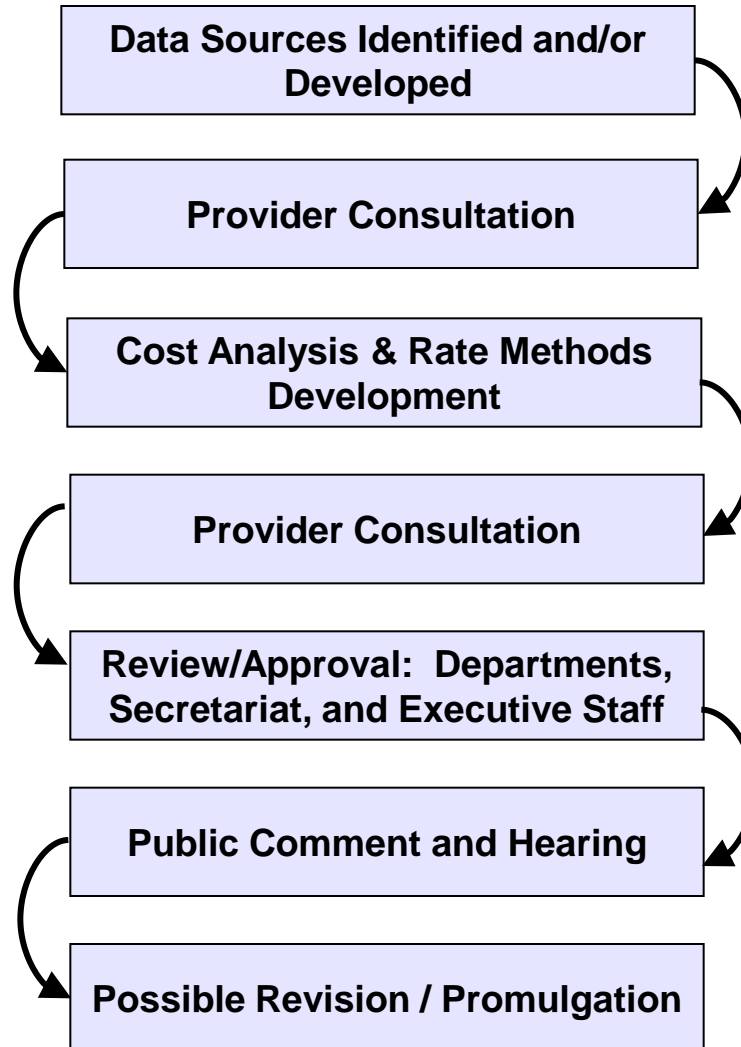 Data Sources Identified and/or
Developed
Provider Consultation
Cost Analysis & Rate Methods
Development
Provider Consultation
Review/Approval:  Departments,
Secretariat, and Executive Staff
Public Comment and Hearing
Possible Revision / Promulgation